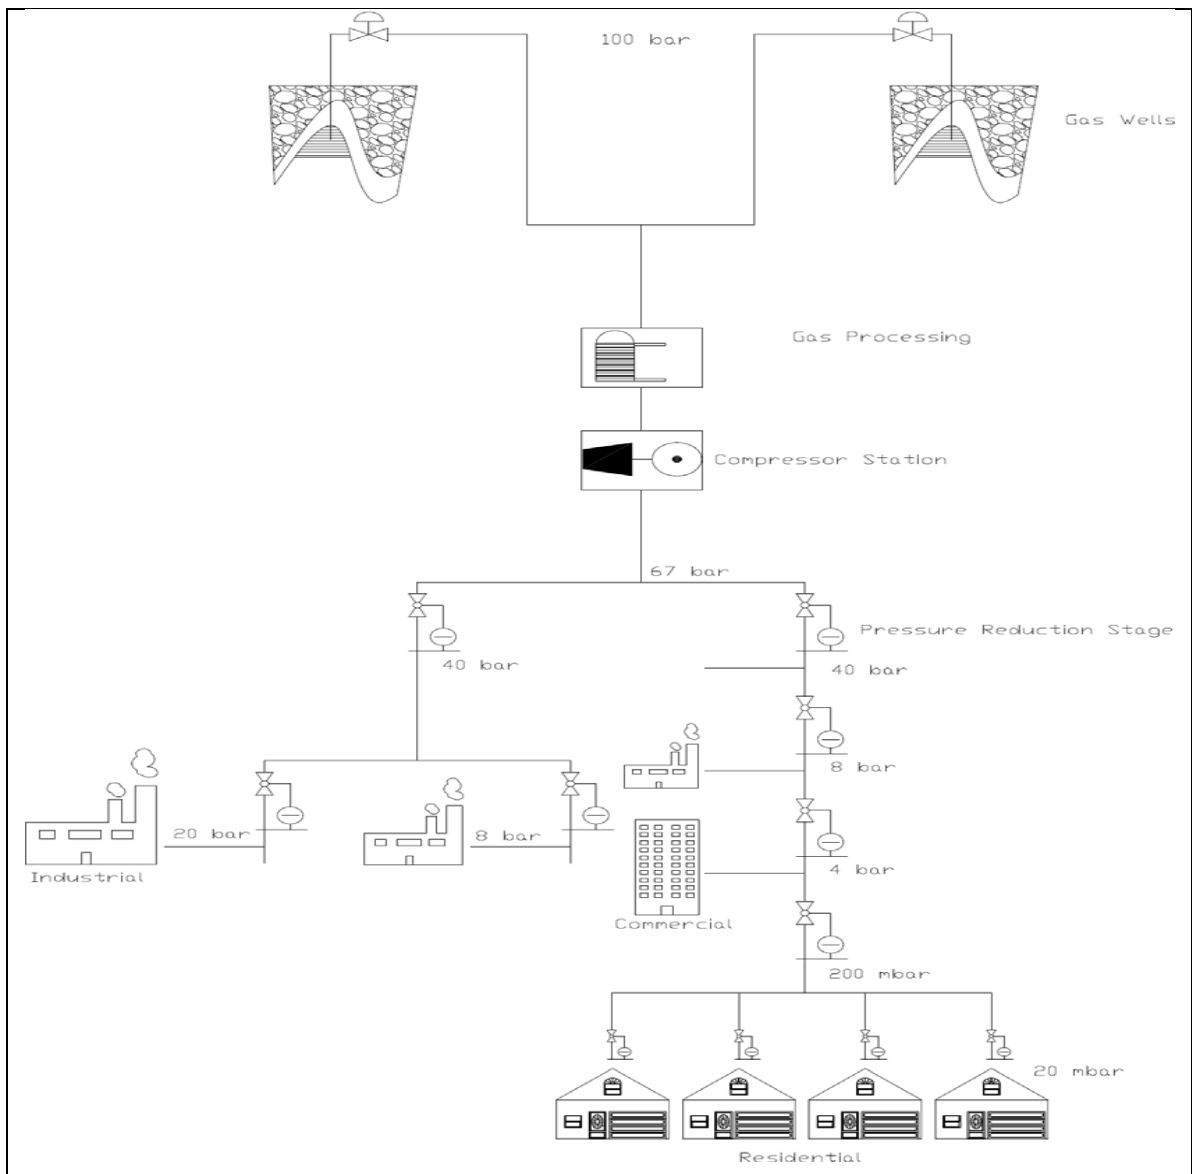 100 bar
Gas Wells
Gas Processing
Compressor Station
67 bar
Pressure Reduction Stage
40 bar
40 bar
8 bar
20 bar
8 bar
4 bar
Industrial
Commercial
200 mbar
20 mbar
Residential